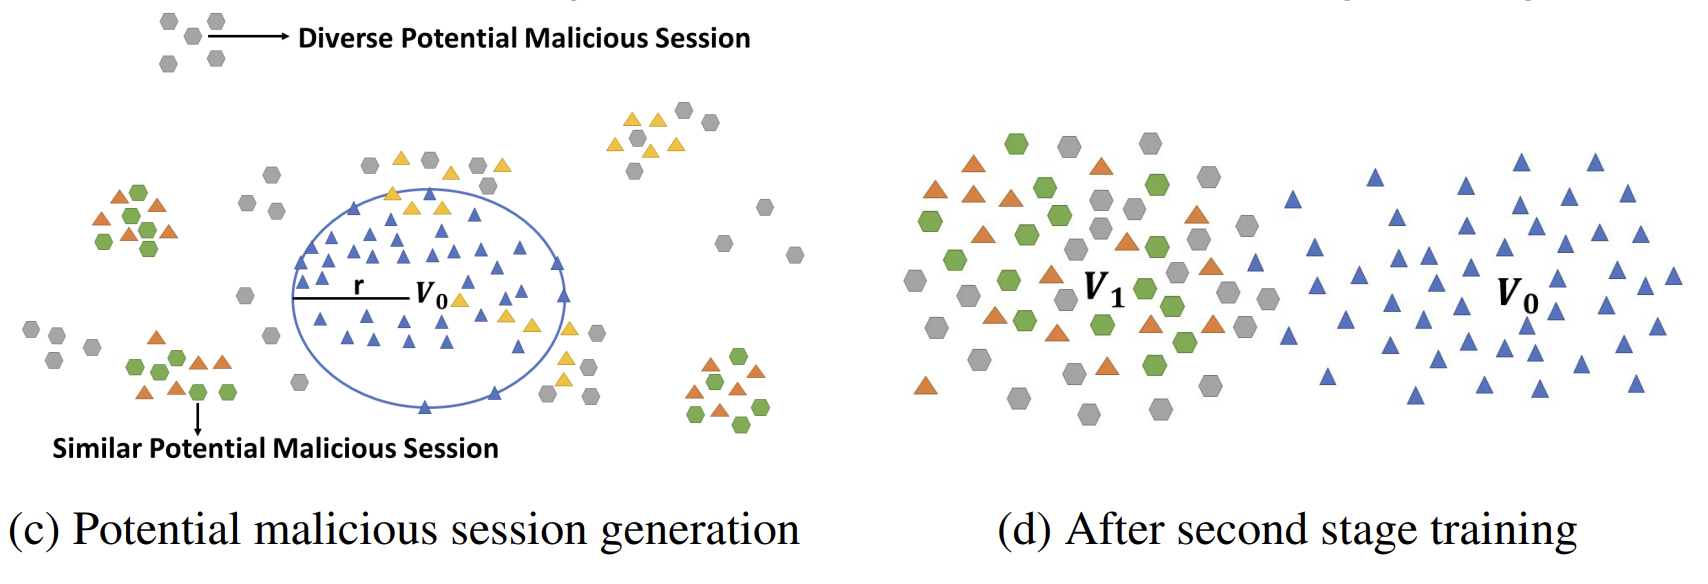 Diverse Potential Malicious Session
r
V0
Similar Potential Malicious Session
V1
V0
(c) Potential malicious session generation
(d) After second stage training